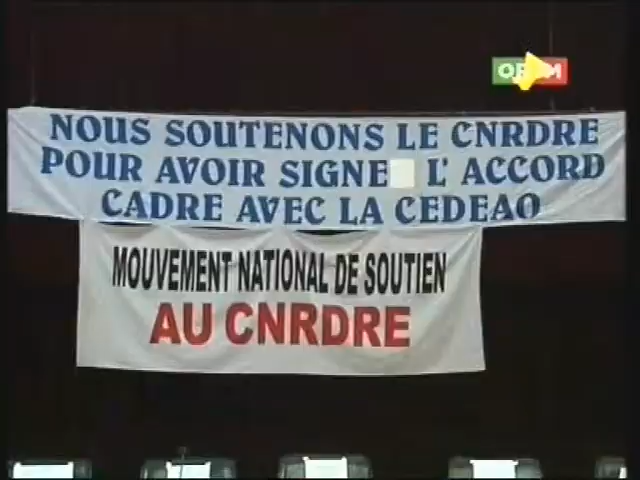 NOUS SOUTENONS LE CNRDRE
POUR AVOIR SIGNE L' ACCORD
CADRE AVEC LA CEDEAO
MOUVEMENT NATIONAL DE SOUTIEN
AU CNRDRE